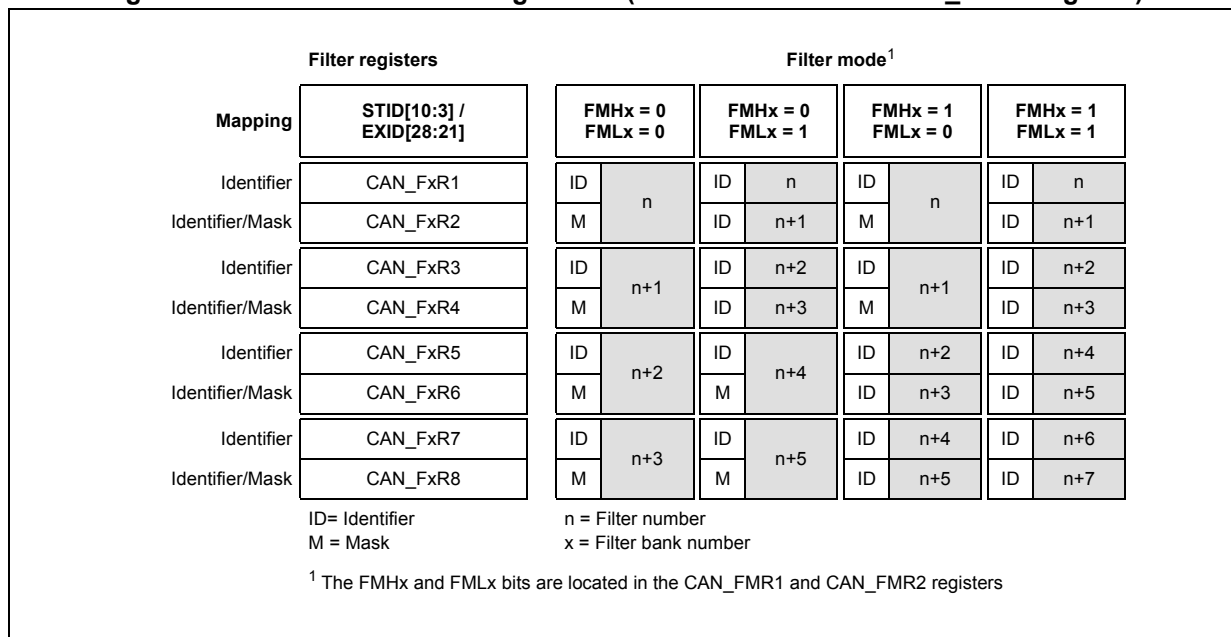 Filter registers Filter mode1
Mapping STID[10:3] / EXID[28:21] FMHx = 0 FMLx = 0 FMHx = 0 FMLx = 1 FMHx = 1 FMLx = 0 FMHx = 1 FMLx = 1
Identifier CAN_FxR1 ID n ID n ID n ID n
Identifier/Mask CAN_FxR2 M ID n+1 M ID n+1
Identifier CAN_FxR3 ID n+1 ID n+2 ID n+1 ID n+2
Identifier/Mask CAN_FxR4 M ID n+3 M ID n+3
Identifier CAN_FxR5 ID n+2 ID n+4 ID n+2 ID n+4
Identifier/Mask CAN_FxR6 M M ID n+3 ID n+5
Identifier CAN_FxR7 ID n+3 ID n+5 ID n+4 ID n+6
Identifier/Mask CAN_FxR8 M M ID n+5 ID n+7
ID= Identifier n = Filter number
M = Mask x = Filter bank number
1 The FMHx and FMLx bits are located in the CAN_FMR1 and CAN_FMR2 registers